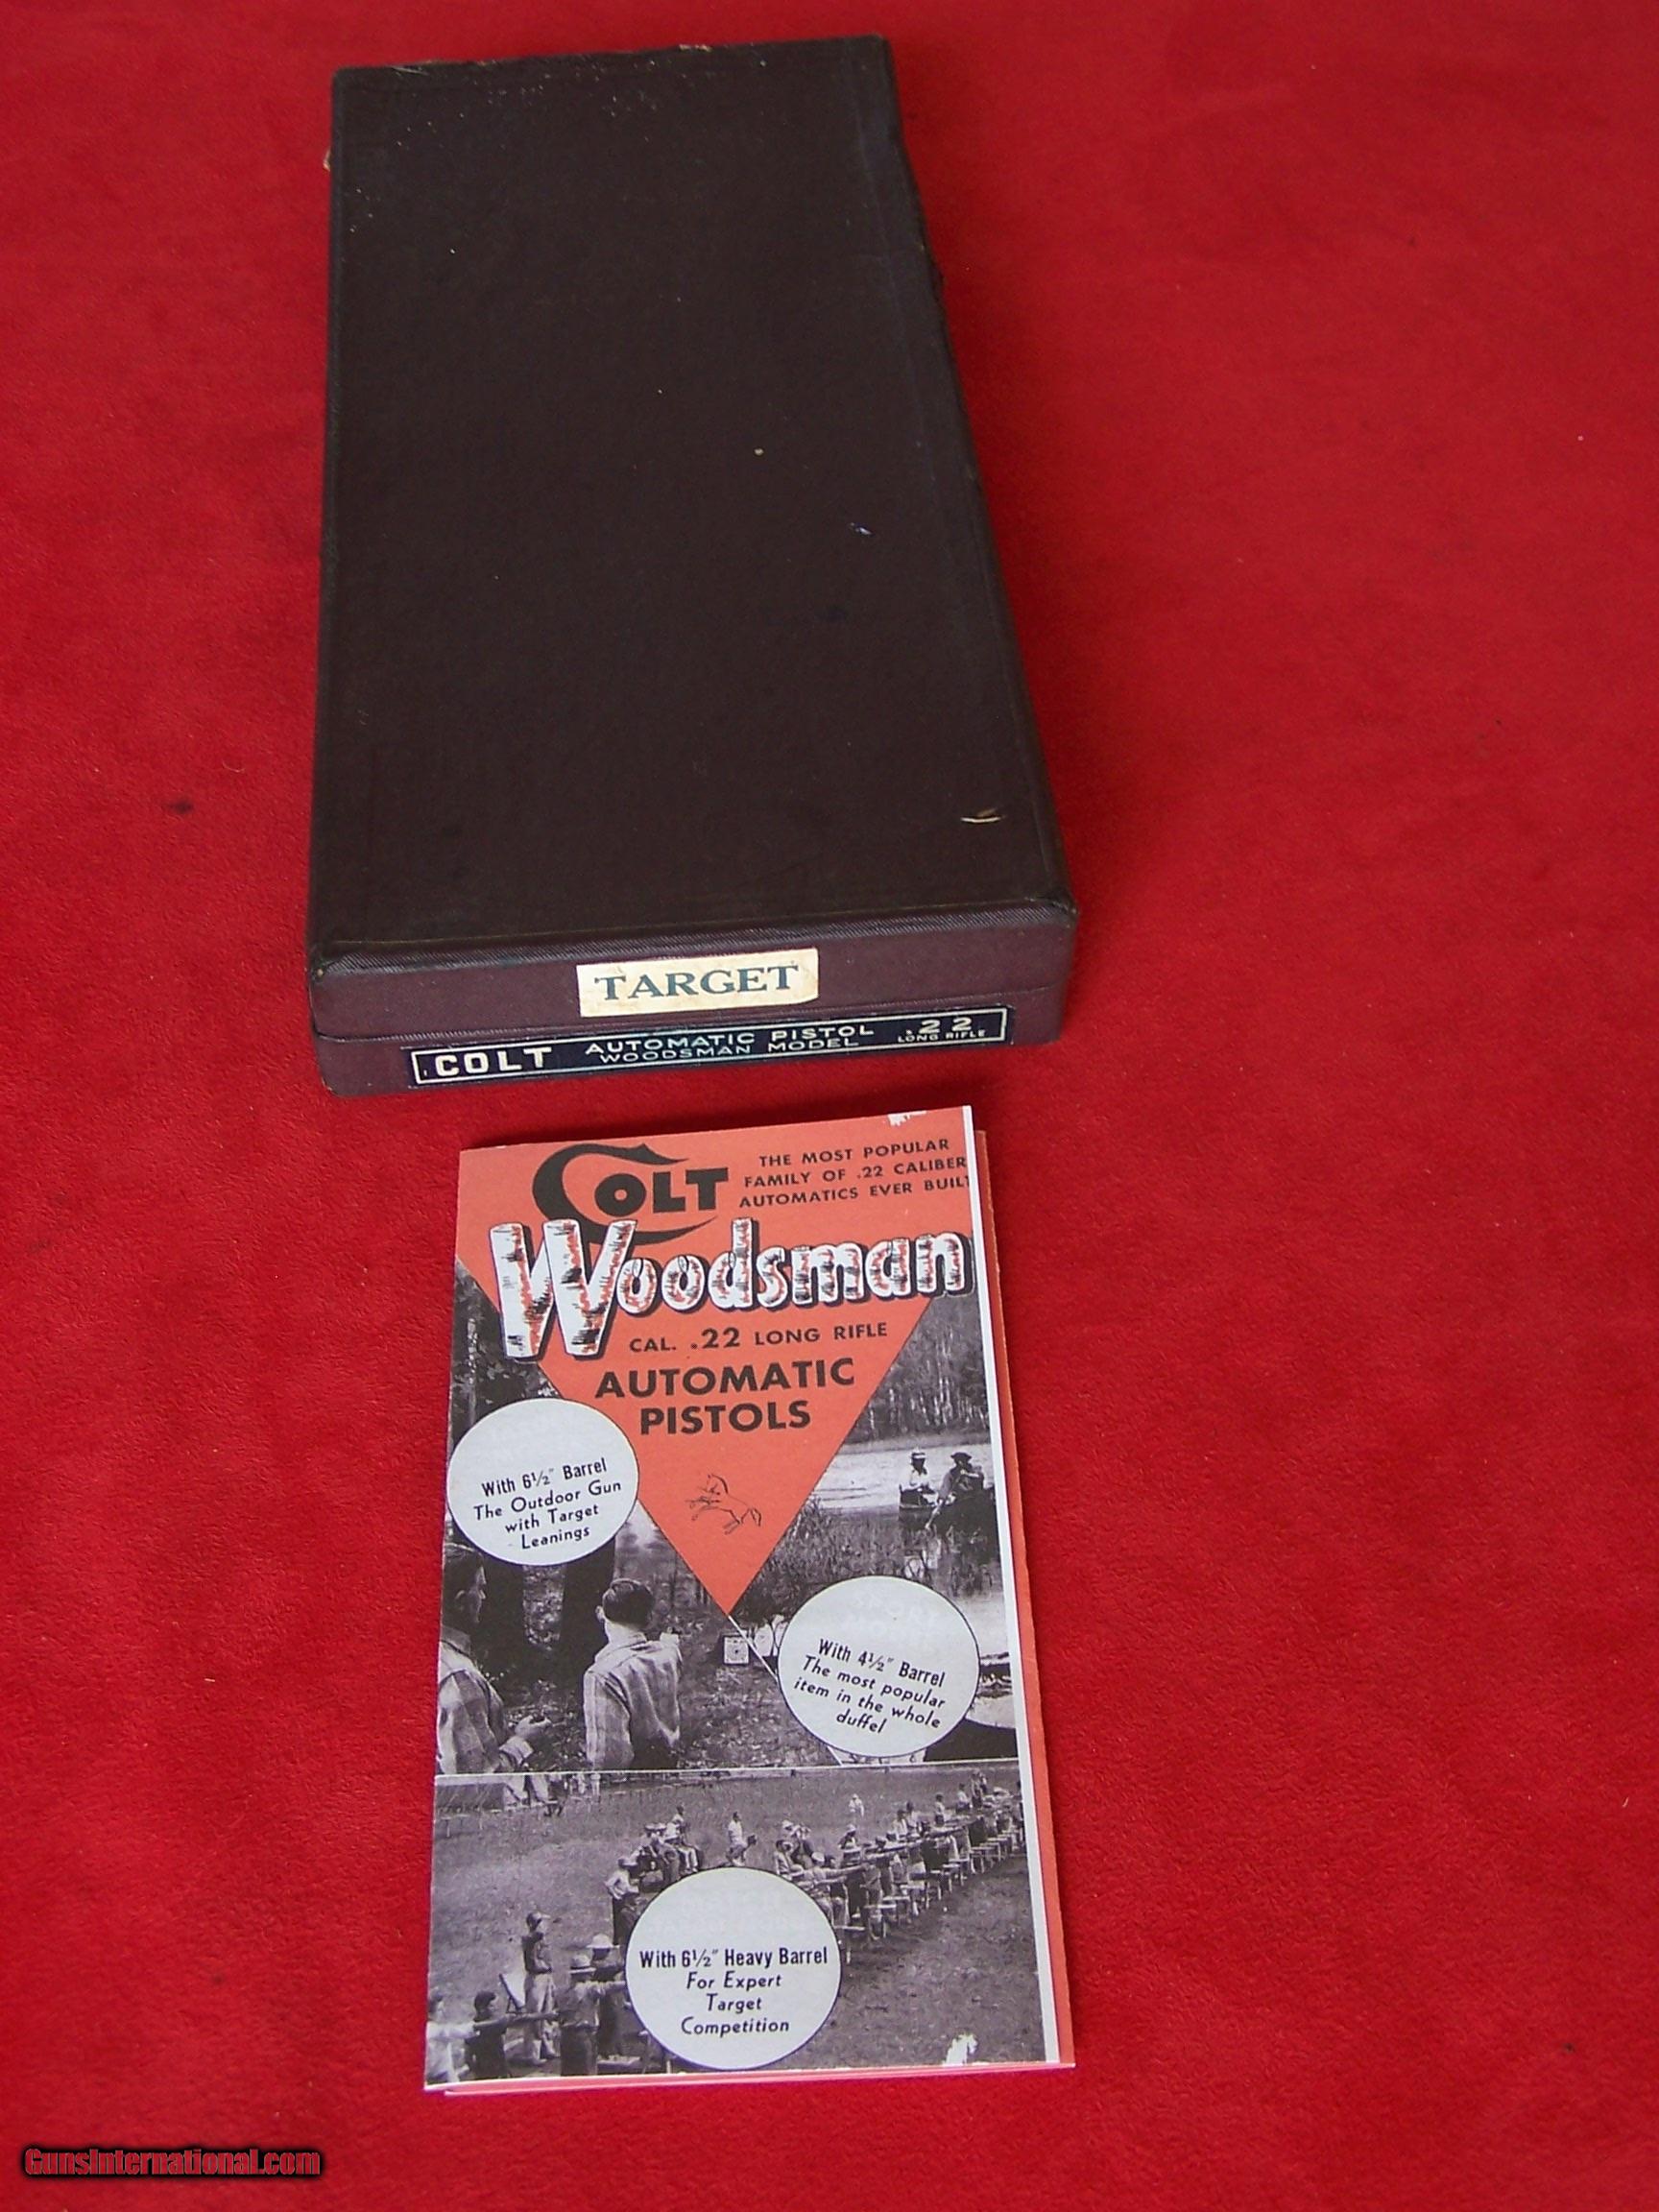 TARGET
COLT AUTOMATIC PISTOL .22
WOODSMAN MODEL LONG RIFLE
COLT
THE MOST POPULAR
FAMILY OF .22 CALIBER
AUTOMATICS EVER BUILT
Woodsman
CAL. .22 LONG RIFLE
AUTOMATIC
PISTOLS
With 6½" Barrel
The Outdoor Gun
with Target
Leanings
With 4½" Barrel
The most popular
item in the whole
duffel
With 6½" Heavy Barrel
For Expert
Target
Competition
GunsInternational.com